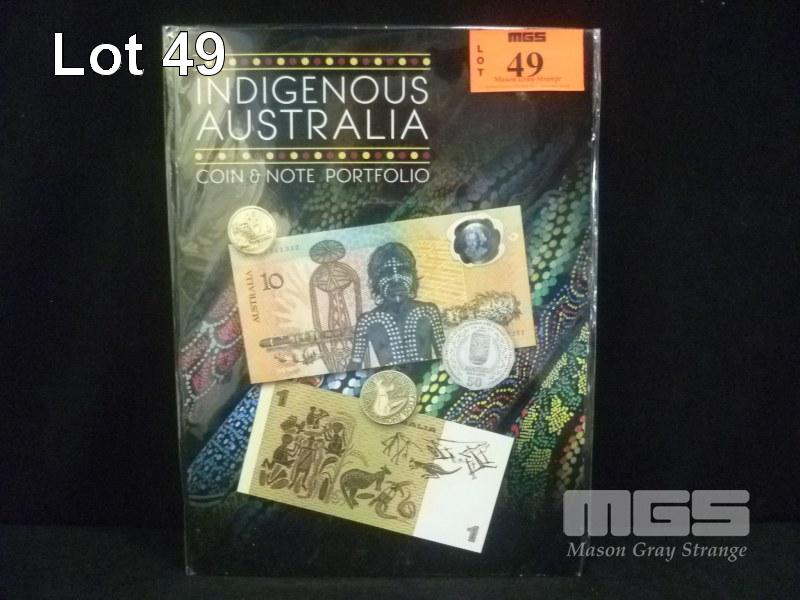 Lot 49
MGS
LOT
49
Mason Gray Strange
INDIGENOUS
AUSTRALIA
COIN & NOTE PORTFOLIO
AUSTRALIA
10
50
1
1
MGS
Mason Gray Strange